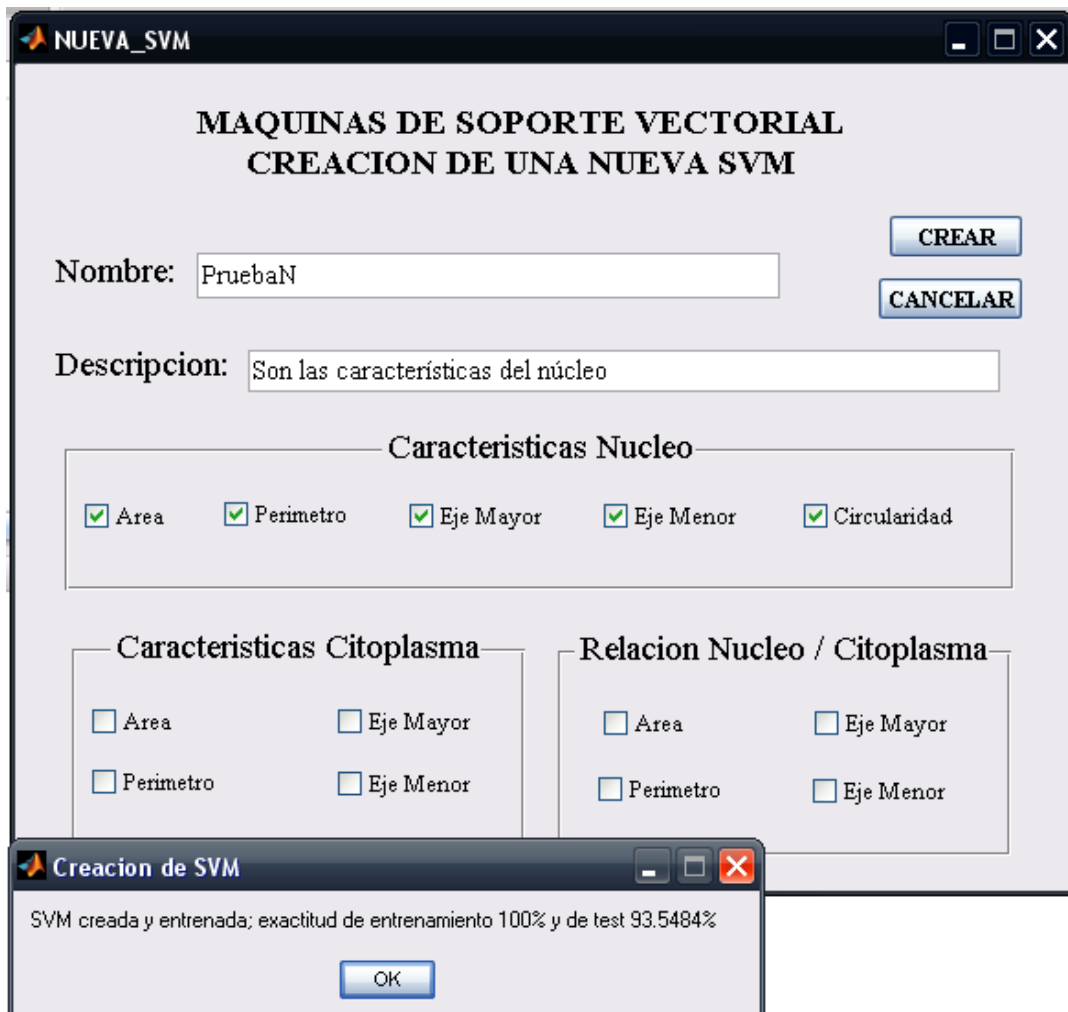 NUEVA_SVM
MAQUINAS DE SOPORTE VECTORIAL
CREACION DE UNA NUEVA SVM
CREAR
Nombre: PruebaN
CANCELAR
Descripcion: Son las características del núcleo
Caracteristicas Nucleo
Area Perimetro Eje Mayor Eje Menor Circularidad
Caracteristicas Citoplasma
Area Eje Mayor
Perimetro Eje Menor
Relacion Nucleo / Citoplasma
Area Eje Mayor
Perimetro Eje Menor
Creacion de SVM
SVM creada y entrenada; exactitud de entrenamiento 100% y de test 93.5484%
OK